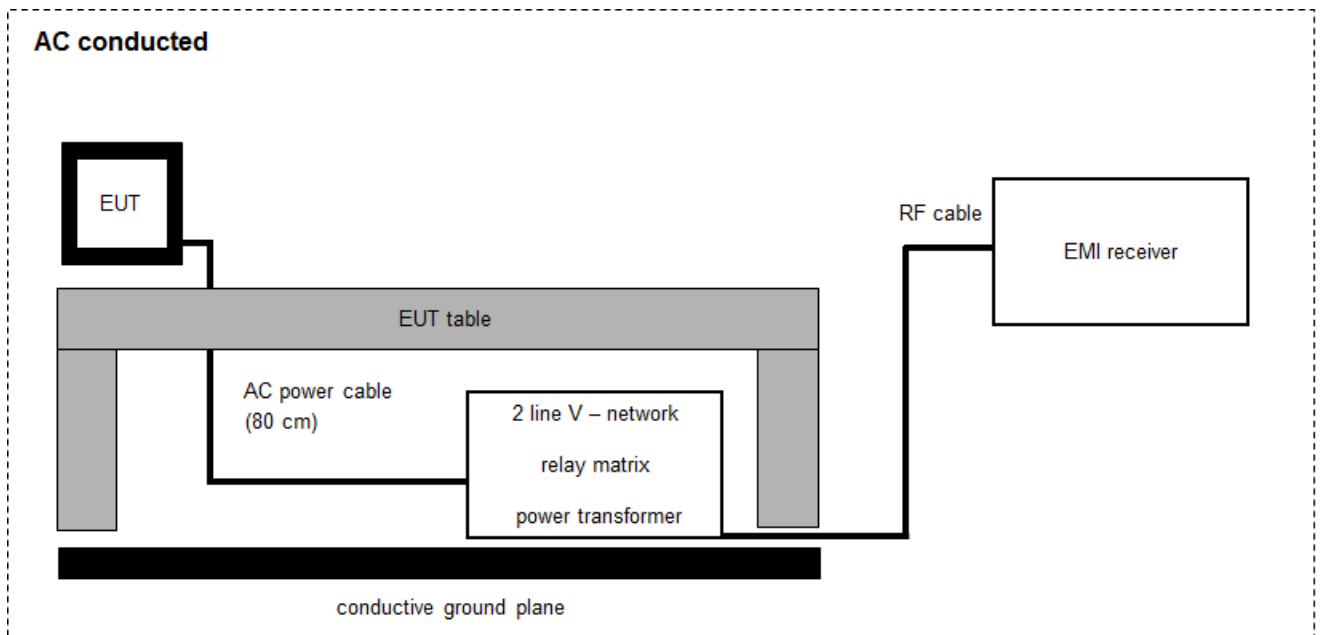 AC conducted
EUT
RF cable
EMI receiver
EUT table
AC power cable
(80 cm)
2 line V – network
relay matrix
power transformer
conductive ground plane